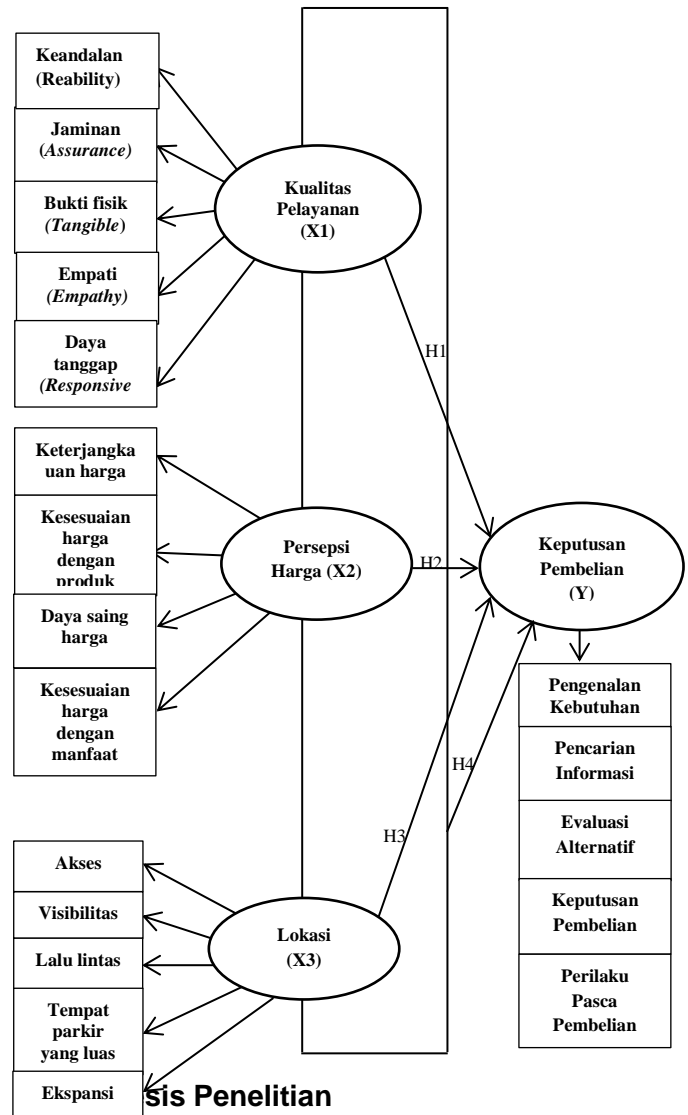 Keandalan
(Reability)
Jaminan
(Assurance)
Bukti fisik
(Tangible)
Empati
(Empathy)
Daya
tanggap
(Responsive
Kualitas
Pelayanan
(X1)
H1
Keterjangka
uan harga
Kesesuaian
harga
dengan
produk
Daya saing
harga
Kesesuaian
harga
dengan
manfaat
Persepsi
Harga (X2)
H2
Keputusan
Pembelian
(Y)
Pengenalan
Kebutuhan
Pencarian
Informasi
Evaluasi
Alternatif
Keputusan
Pembelian
Perilaku
Pasca
Pembelian
H4
H3
Akses
Visibilitas
Lalu lintas
Tempat
parkir
yang luas
Ekspansi
Lokasi
(X3)
sis Penelitian